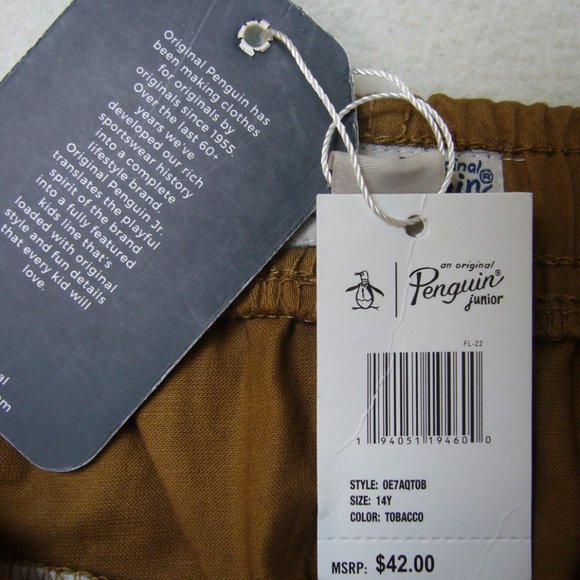 Original Penguin has
been making clothes
for originals by
originals since 1955.
Over the last 60+
years we've
developed our rich
sportswear history
into a complete
lifestyle brand.
Original Penguin Jr.
translates the playful
spirit of the brand
into a fully featured
kids line that's
loaded with original
style and fun details
that every kid will
love
an original
Penguin®
junior
FL-22
1 94051 19460 0
STYLE: 0E7AQTOB
SIZE: 14Y
COLOR: TOBACCO
MSRP: $42.00